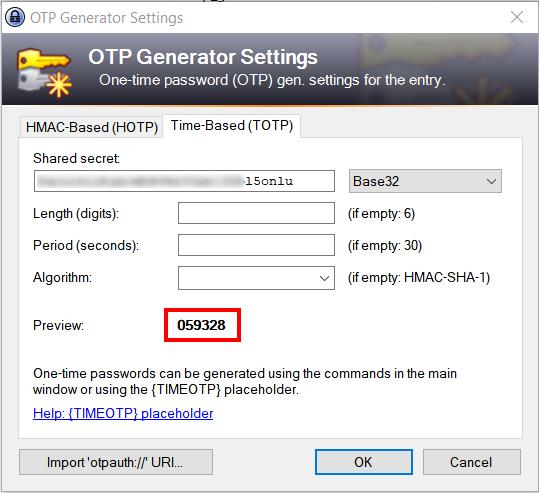 OTP Generator Settings
OTP Generator Settings
One-time password (OTP) gen. settings for the entry.
HMAC-Based (HOTP) Time-Based (TOTP)
Shared secret:
l5onlu Base32
Length (digits): (if empty: 6)
Period (seconds): (if empty: 30)
Algorithm: (if empty: HMAC-SHA-1)
Preview: 059328
One-time passwords can be generated using the commands in the main
window or using the {TIMEOTP} placeholder.
Help: {TIMEOTP} placeholder
Import 'otpauth://' URI... OK Cancel